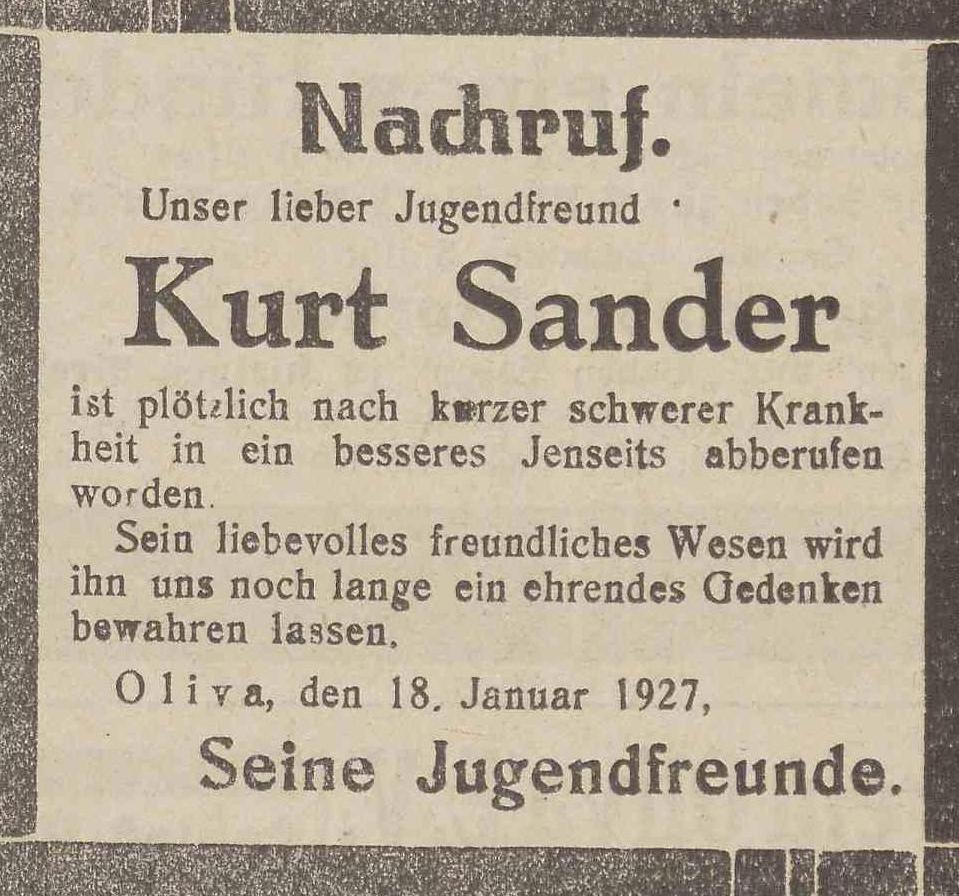 Nachruf.
Unser lieber Jugendfreund
Kurt Sander
ist plötzlich nach kurzer schwerer Krank-
heit in ein besseres Jenseits abberufen
worden.
Sein liebevolles freundliches Wesen wird
ihn uns noch lange ein ehrendes Gedenken
bewahren lassen.
Oliva, den 18. Januar 1927,
Seine Jugendfreunde.